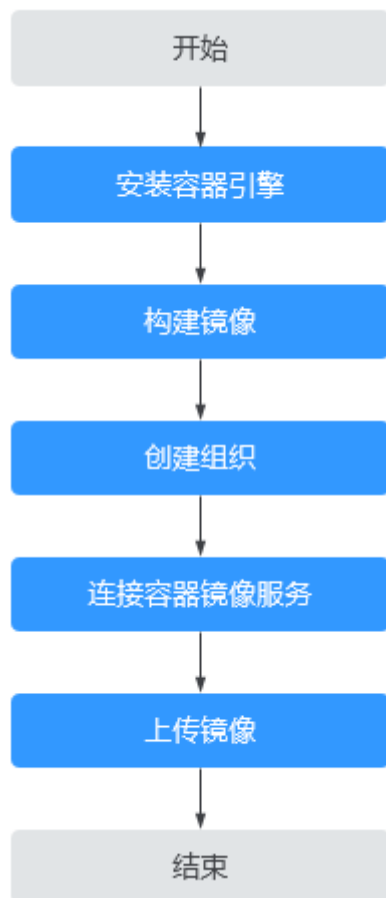 开始
安装容器引擎
构建镜像
创建组织
连接容器镜像服务
上传镜像
结束